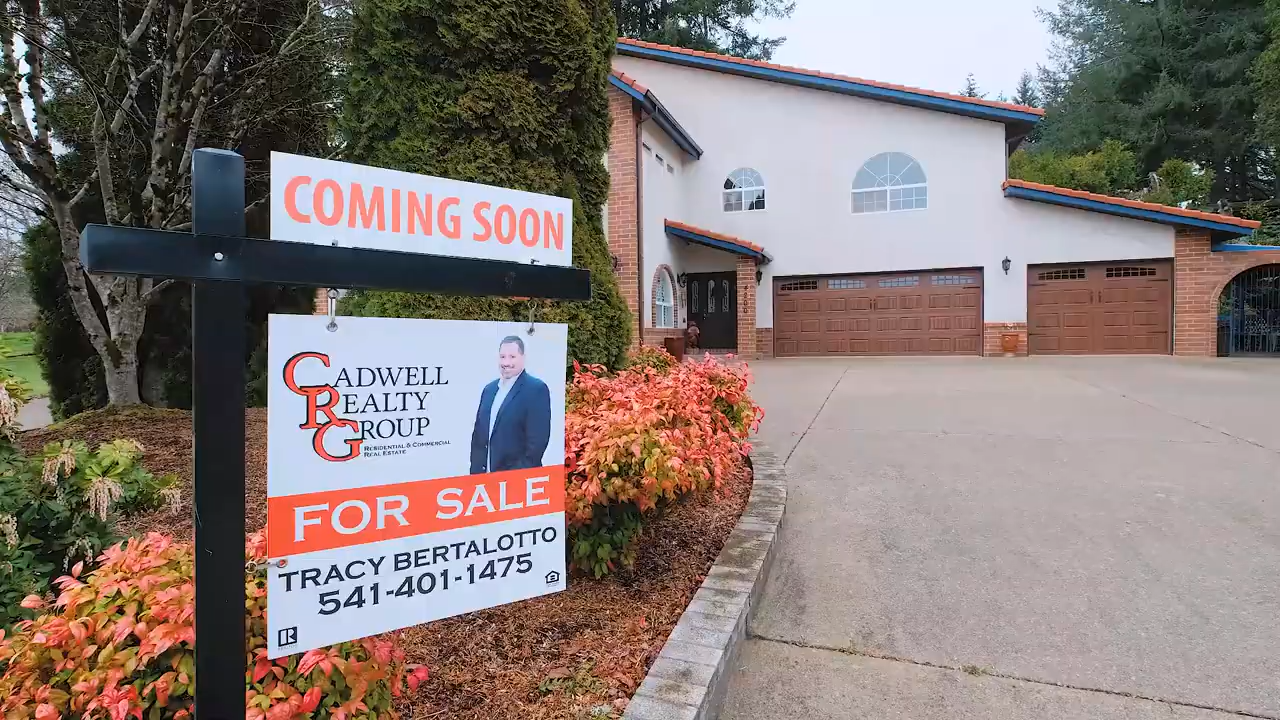 COMING SOON
CADWELL
REALTY
GROUP
RESIDENTIAL & COMMERCIAL
REAL ESTATE
FOR SALE
TRACY BERTALOTTO
541-401-1475